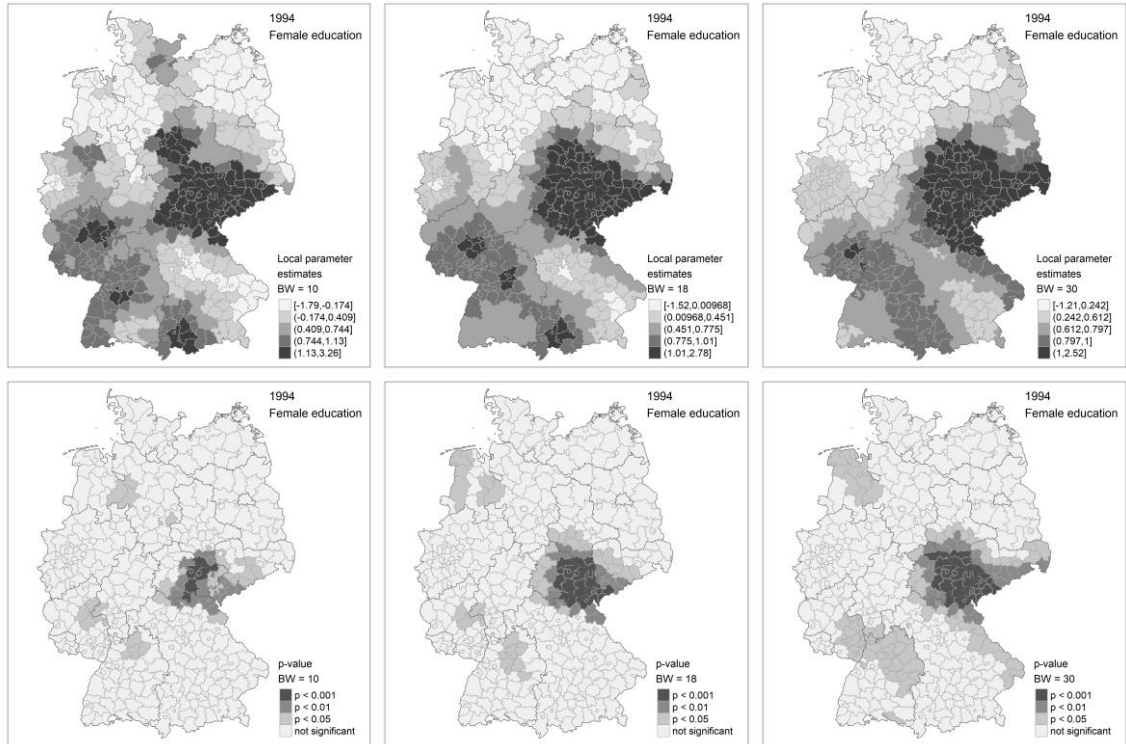 1994
Female education
Local parameter
estimates
BW = 10
[-1.79,-0.174]
(-0.174,0.409]
(0.409,0.744]
(0.744,1.13]
(1.13,3.26]
1994
Female education
Local parameter
estimates
BW = 18
[-1.52,0.00968]
(0.00968,0.451]
(0.451,0.775]
(0.775,1.01]
(1.01,2.78]
1994
Female education
Local parameter
estimates
BW = 30
[-1.21,0.242]
(0.242,0.612]
(0.612,0.797]
(0.797,1]
(1,2.52]
1994
Female education
p-value
BW = 10
p < 0.001
p < 0.01
p < 0.05
not significant
1994
Female education
p-value
BW = 18
p < 0.001
p < 0.01
p < 0.05
not significant
1994
Female education
p-value
BW = 30
p < 0.001
p < 0.01
p < 0.05
not significant